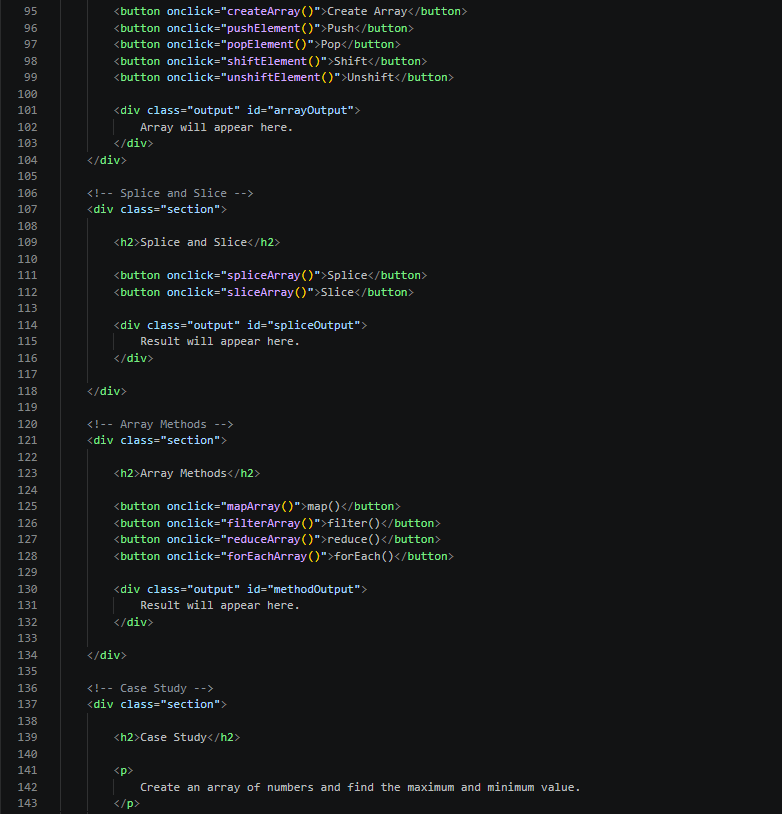 95 <button onclick="createArray()">Create Array</button>
96 <button onclick="pushElement()">Push</button>
97 <button onclick="popElement()">Pop</button>
98 <button onclick="shiftElement()">Shift</button>
99 <button onclick="unshiftElement()">Unshift</button>
100
101 <div class="output" id="arrayOutput">
102 Array will appear here.
103 </div>
104 </div>
105
106 <!-- Splice and Slice -->
107 <div class="section">
108
109 <h2>Splice and Slice</h2>
110
111 <button onclick="spliceArray()">Splice</button>
112 <button onclick="sliceArray()">Slice</button>
113
114 <div class="output" id="spliceOutput">
115 Result will appear here.
116 </div>
117
118 </div>
119
120 <!-- Array Methods -->
121 <div class="section">
122
123 <h2>Array Methods</h2>
124
125 <button onclick="mapArray()">map()</button>
126 <button onclick="filterArray()">filter()</button>
127 <button onclick="reduceArray()">reduce()</button>
128 <button onclick="forEachArray()">forEach()</button>
129
130 <div class="output" id="methodOutput">
131 Result will appear here.
132 </div>
133
134 </div>
135
136 <!-- Case Study -->
137 <div class="section">
138
139 <h2>Case Study</h2>
140
141 <p>
142 Create an array of numbers and find the maximum and minimum value.
143 </p>